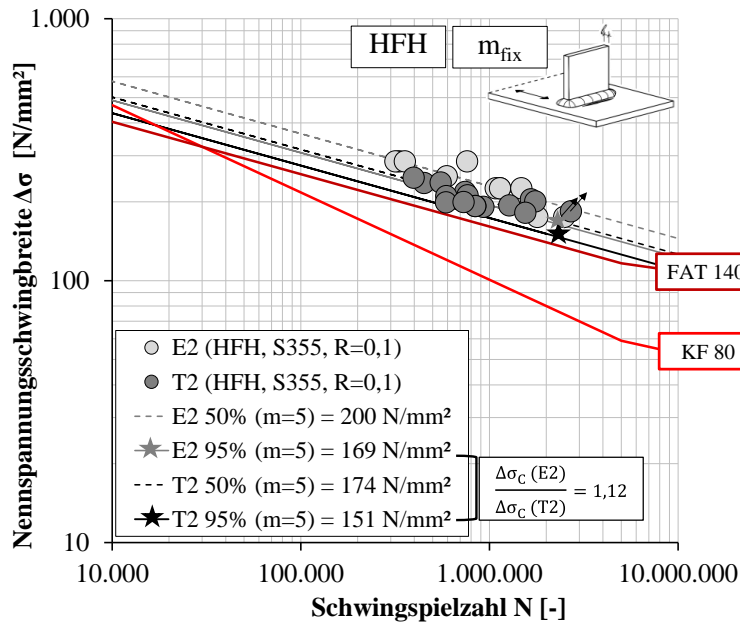 1.000
HFH
m_fix
Nennspannungsschwingbreite Δσ [N/mm²]
100
FAT 140
KF 80
E2 (HFH, S355, R=0,1)
T2 (HFH, S355, R=0,1)
E2 50% (m=5) = 200 N/mm²
E2 95% (m=5) = 169 N/mm²
T2 50% (m=5) = 174 N/mm²
T2 95% (m=5) = 151 N/mm²
Δσ_C (E2)
Δσ_C (T2)
= 1,12
10
10.000 100.000 1.000.000 10.000.000
Schwingspielzahl N [-]